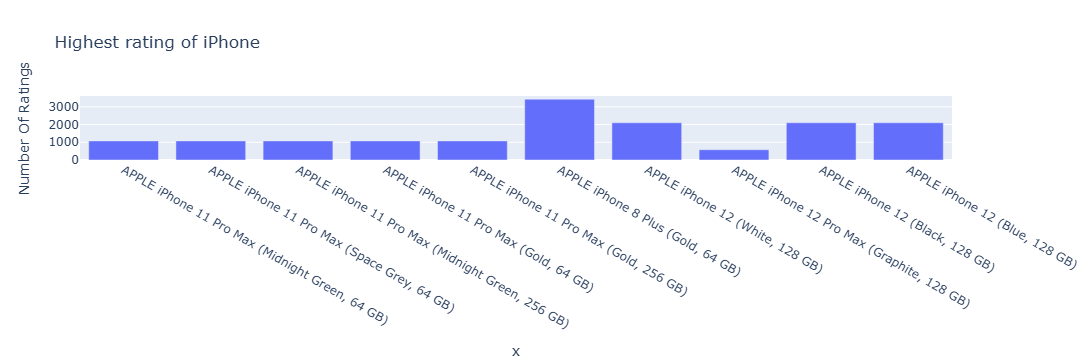 Highest rating of iPhone
Number Of Ratings
3000
2000
1000
0
APPLE iPhone 11 Pro Max (Midnight Green, 64 GB)
APPLE iPhone 11 Pro Max (Space Grey, 64 GB)
APPLE iPhone 11 Pro Max (Midnight Green, 256 GB)
APPLE iPhone 11 Pro Max (Gold, 64 GB)
APPLE iPhone 11 Pro Max (Gold, 256 GB)
APPLE iPhone 8 Plus (Gold, 64 GB)
APPLE iPhone 12 (White, 128 GB)
APPLE iPhone 12 Pro Max (Graphite, 128 GB)
APPLE iPhone 12 (Black, 128 GB)
APPLE iPhone 12 (Blue, 128 GB)
x